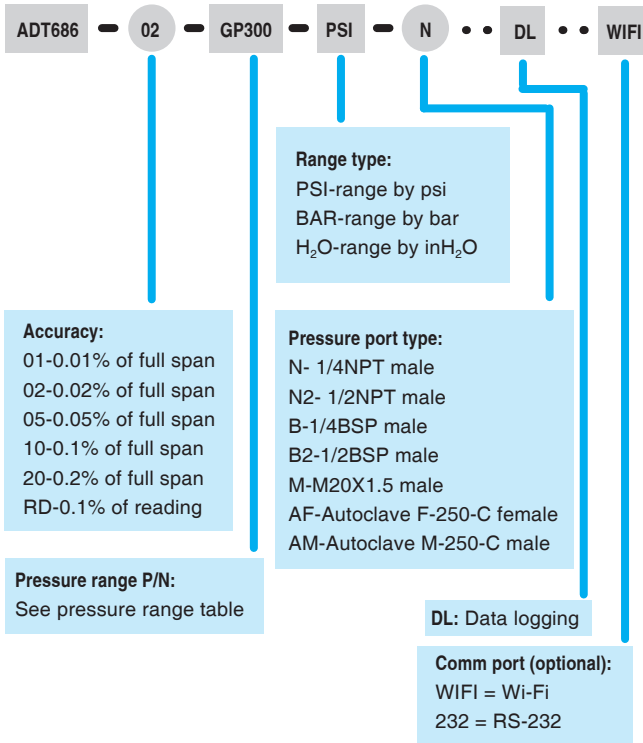 ADT686 - 02 - GP300 - PSI - N • • DL • • WIFI
Range type:
PSI-range by psi
BAR-range by bar
H₂O-range by inH₂O
Accuracy:
01-0.01% of full span
02-0.02% of full span
05-0.05% of full span
10-0.1% of full span
20-0.2% of full span
RD-0.1% of reading
Pressure port type:
N- 1/4NPT male
N2- 1/2NPT male
B-1/4BSP male
B2-1/2BSP male
M-M20X1.5 male
AF-Autoclave F-250-C female
AM-Autoclave M-250-C male
Pressure range P/N:
See pressure range table
DL: Data logging
Comm port (optional):
WIFI = Wi-Fi
232 = RS-232